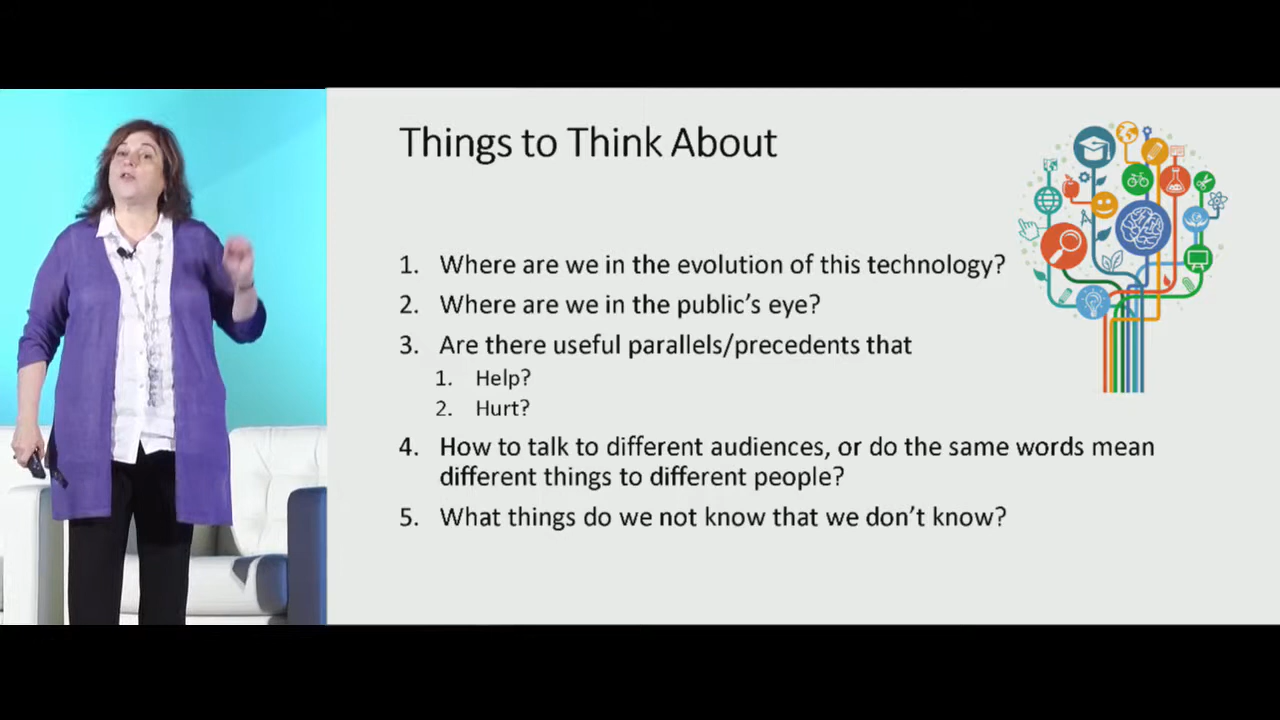 Things to Think About
1. Where are we in the evolution of this technology?
2. Where are we in the public's eye?
3. Are there useful parallels/precedents that
1. Help?
2. Hurt?
4. How to talk to different audiences, or do the same words mean
different things to different people?
5. What things do we not know that we don't know?